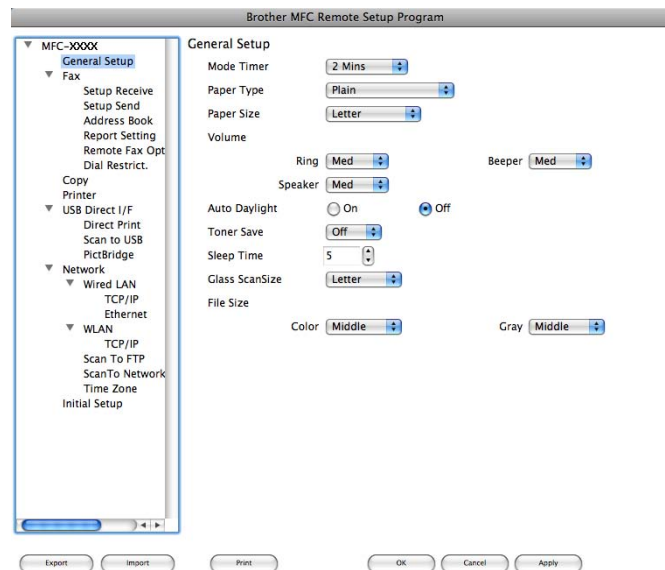 Brother MFC Remote Setup Program
MFC-XXXX
General Setup
Fax
Setup Receive
Setup Send
Address Book
Report Setting
Remote Fax Opt
Dial Restrict.
Copy
Printer
USB Direct I/F
Direct Print
Scan to USB
PictBridge
Network
Wired LAN
TCP/IP
Ethernet
WLAN
TCP/IP
Scan To FTP
ScanTo Network
Time Zone
Initial Setup
General Setup
Mode Timer 2 Mins
Paper Type Plain
Paper Size Letter
Volume
Ring Med Beeper Med
Speaker Med
Auto Daylight On Off
Toner Save Off
Sleep Time 5
Glass ScanSize Letter
File Size
Color Middle Gray Middle
Export Import Print OK Cancel Apply